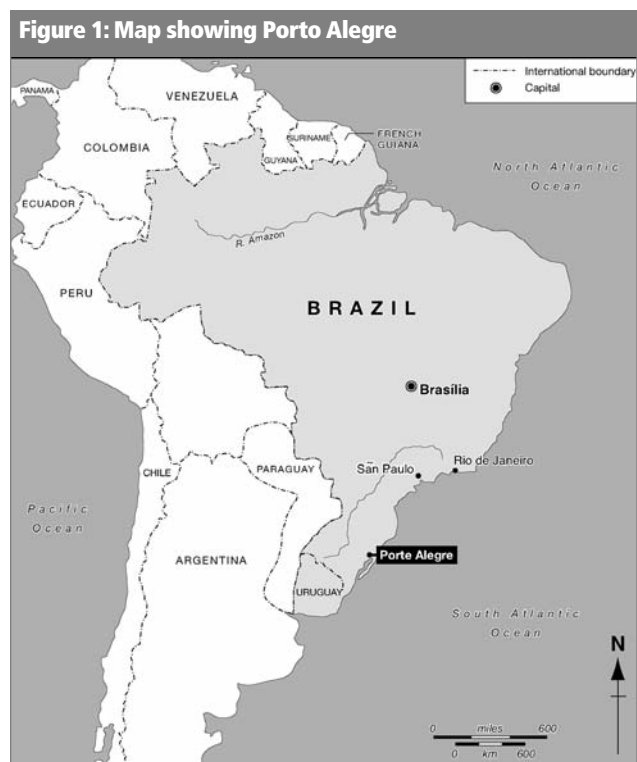 Figure 1: Map showing Porto Alegre
International boundary
Capital
PANAMA
VENEZUELA
COLOMBIA
GUYANA
SURINAME
FRENCH
GUIANA
North Atlantic
Ocean
ECUADOR
R. Amazon
PERU
BRAZIL
Brasília
CHILE
PARAGUAY
São Paulo
Rio de Janeiro
Pacific
Ocean
ARGENTINA
Porte Alegre
URUGUAY
South Atlantic
Ocean
N
0 miles 600
0 km 600